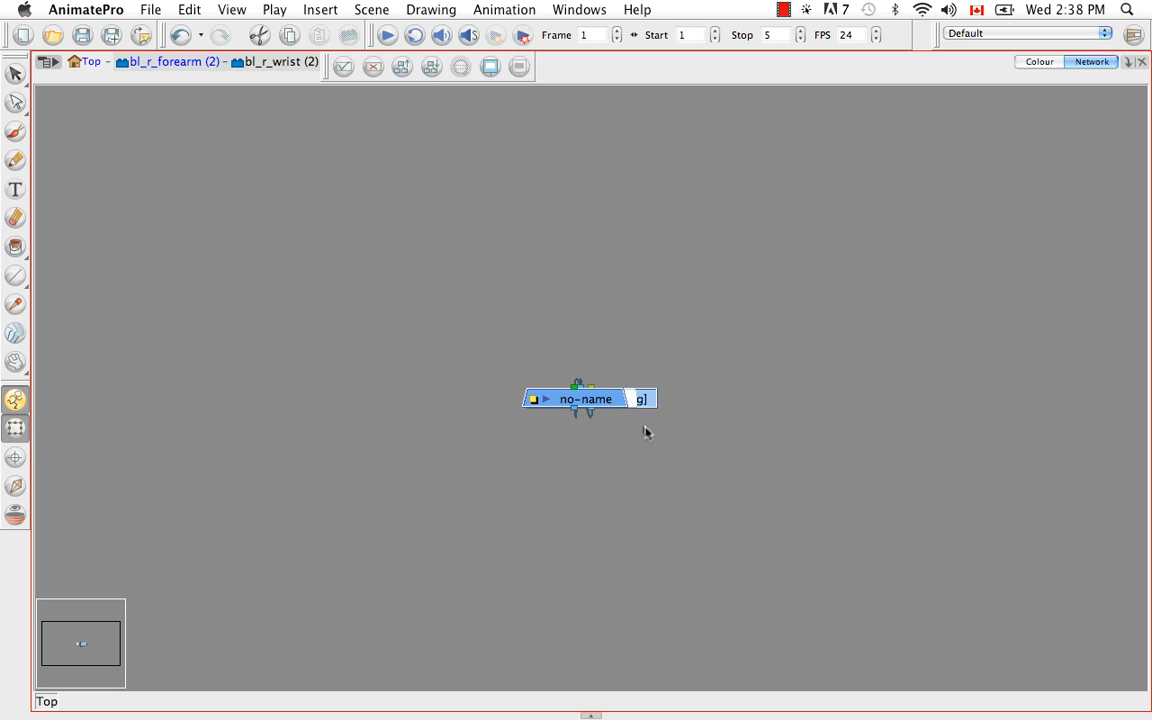 AnimatePro File Edit View Insert Scene Drawing Animation Windows Help
Play
7
Wed 2:38 PM
Frame 1 Start 1 Stop 5 FPS 24
Default
Top - bl_r_forearm (2) - bl_r_wrist (2)
Colour Network
T
no-name g]
Top